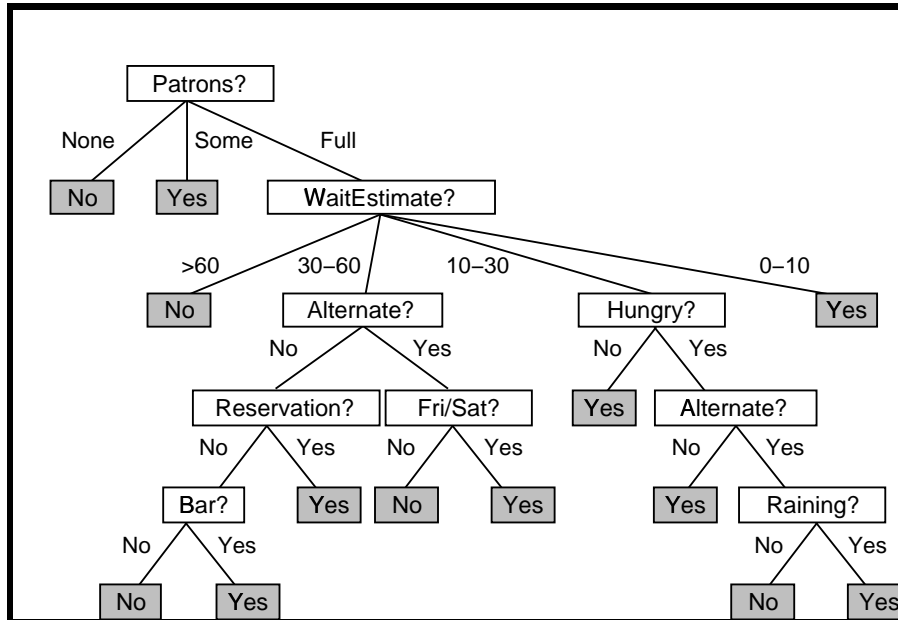 Patrons?
None Some Full
No Yes WaitEstimate?
>60 30–60 10–30 0–10
No Alternate? Hungry? Yes
No Yes No Yes
Reservation? Fri/Sat? Yes Alternate?
No Yes No Yes No Yes
Bar? Yes No Yes Yes Raining?
No Yes No Yes
No Yes No Yes